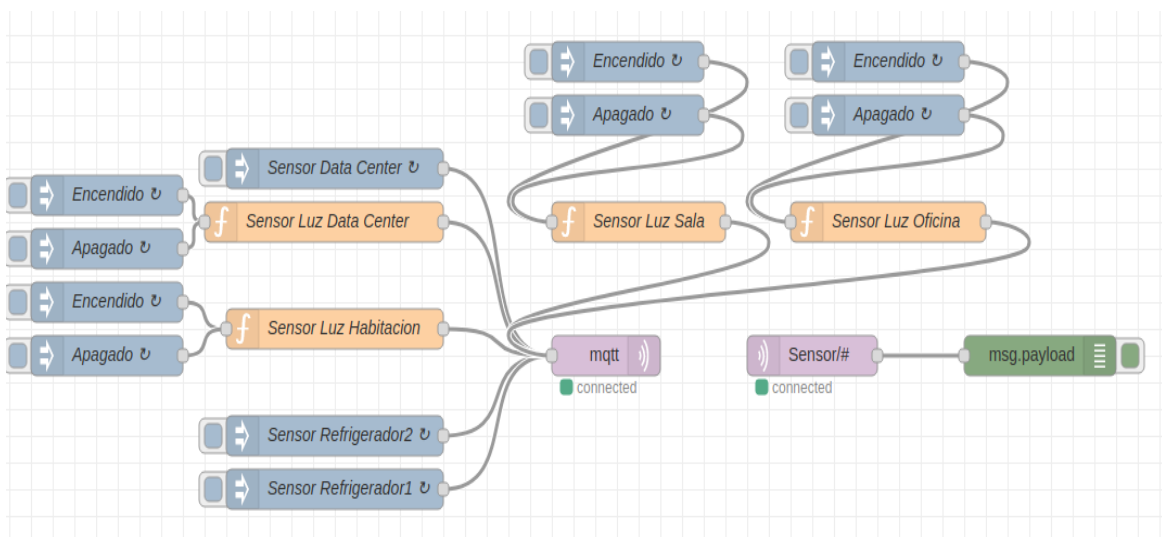 Encendido ↻
Encendido ↻
Apagado ↻
Apagado ↻
Sensor Data Center ↻
Encendido ↻
Sensor Luz Data Center
Sensor Luz Sala
Sensor Luz Oficina
Apagado ↻
Encendido ↻
Sensor Luz Habitacion
Apagado ↻
mqtt
Sensor/#
msg.payload
connected
connected
Sensor Refrigerador2 ↻
Sensor Refrigerador1 ↻